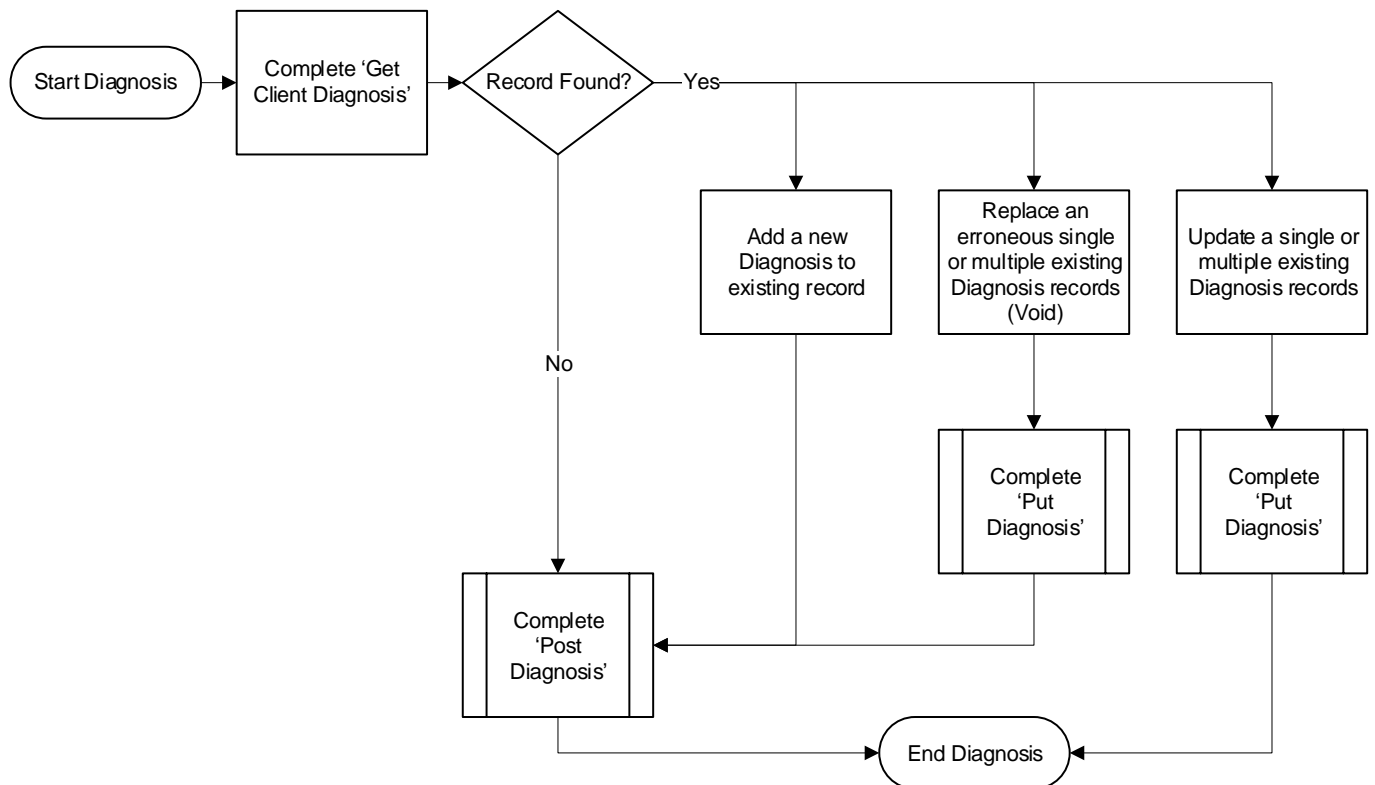 Start Diagnosis
Complete ‘Get
Client Diagnosis’
Record Found?
Yes
Add a new
Diagnosis to
existing record
Replace an
erroneous single
or multiple existing
Diagnosis records
(Void)
Update a single or
multiple existing
Diagnosis records
No
Complete
‘Put
Diagnosis’
Complete
‘Put
Diagnosis’
Complete
‘Post
Diagnosis’
End Diagnosis